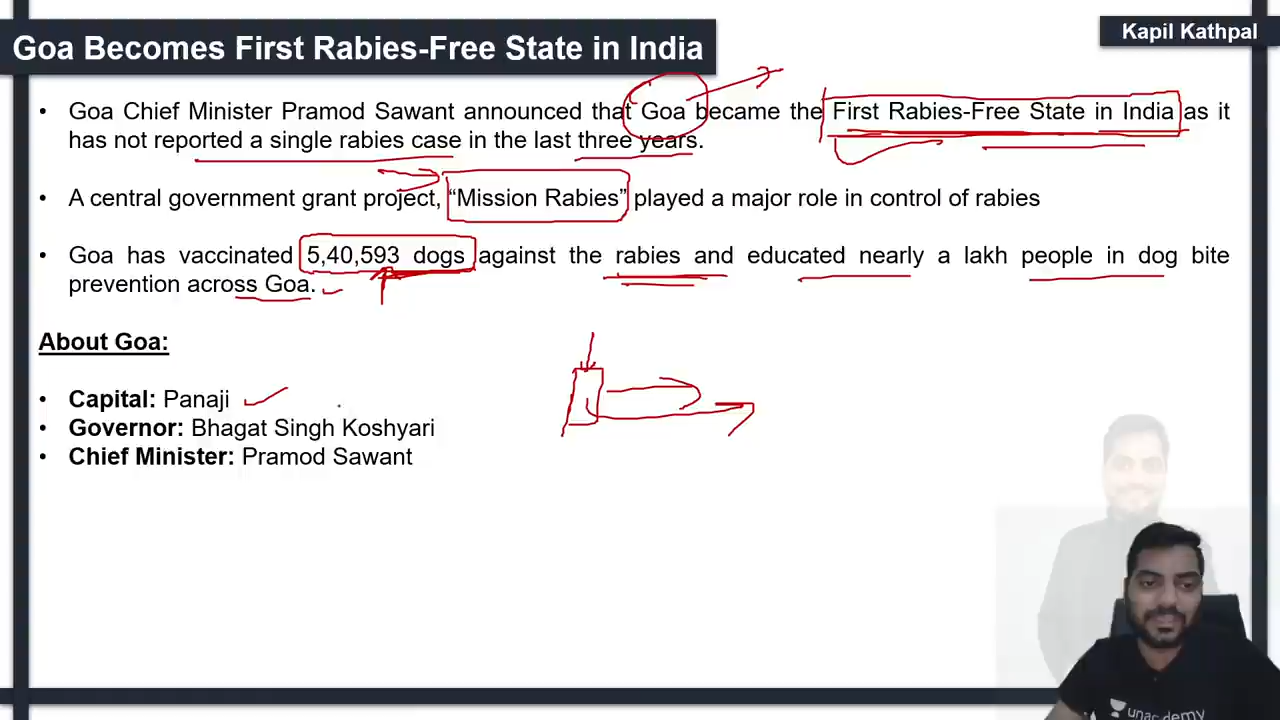 Goa Becomes First Rabies-Free State in India
Kapil Kathpal
• Goa Chief Minister Pramod Sawant announced that Goa became the First Rabies-Free State in India as it
has not reported a single rabies case in the last three years.
• A central government grant project, “Mission Rabies” played a major role in control of rabies
• Goa has vaccinated 5,40,593 dogs against the rabies and educated nearly a lakh people in dog bite
prevention across Goa.
About Goa:
• Capital: Panaji
• Governor: Bhagat Singh Koshyari
• Chief Minister: Pramod Sawant
unacademy